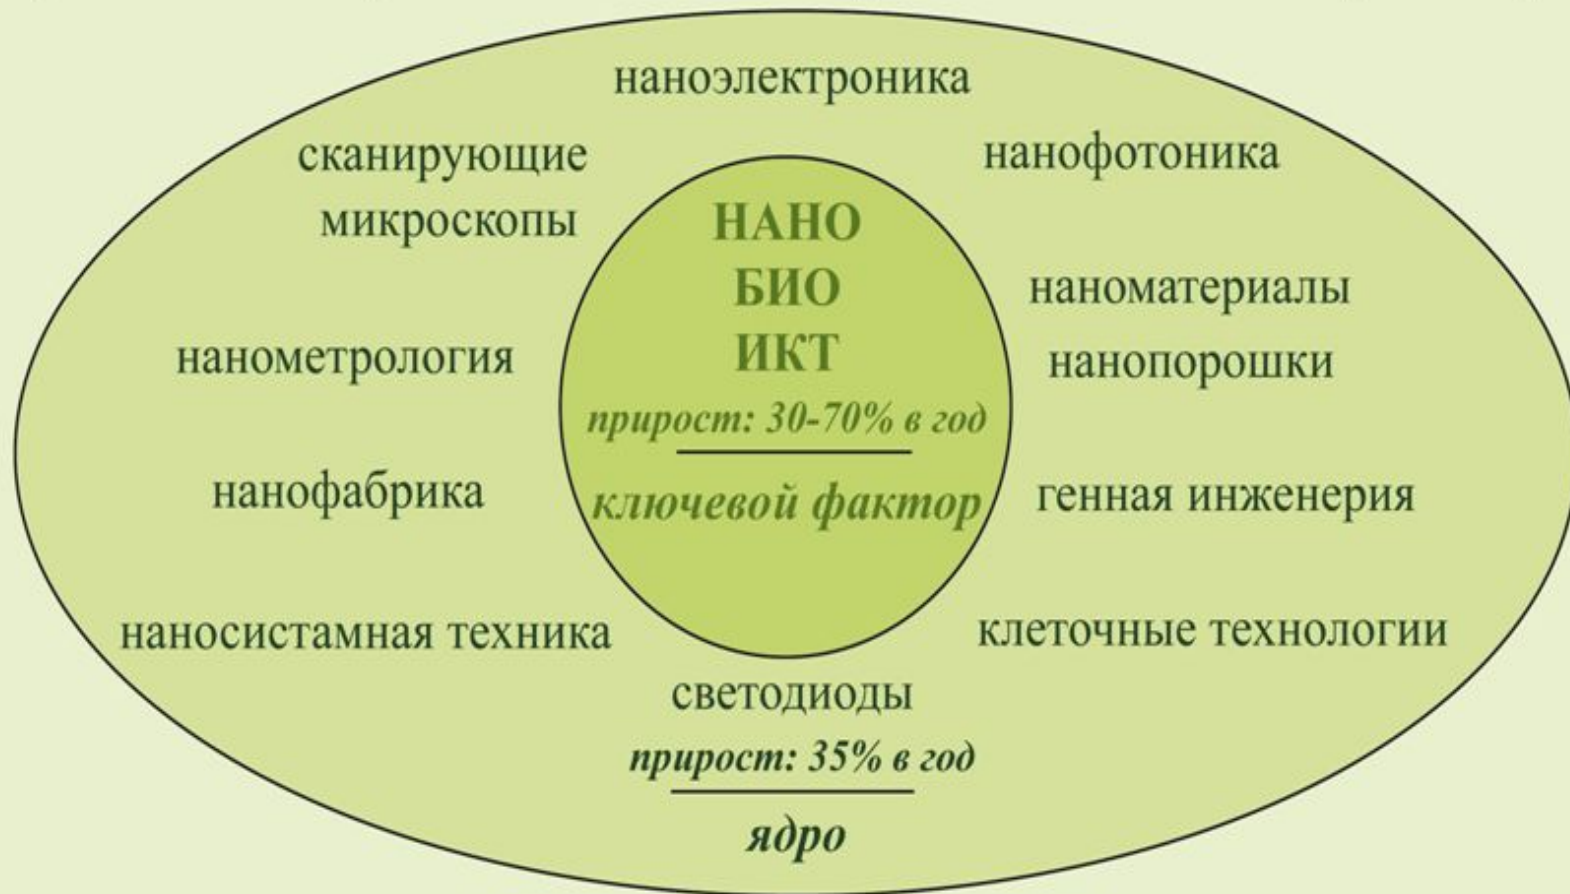 наноэлектроника
сканирующие
микроскопы
нанофотоника
НАНО
БИО
ИКТ
прирост: 30-70% в год
ключевой фактор
наноматериалы
нанометрология
нанопорошки
нанофабрика
генная инженерия
наносистамная техника
клеточные технологии
светодиоды
прирост: 35% в год
ядро